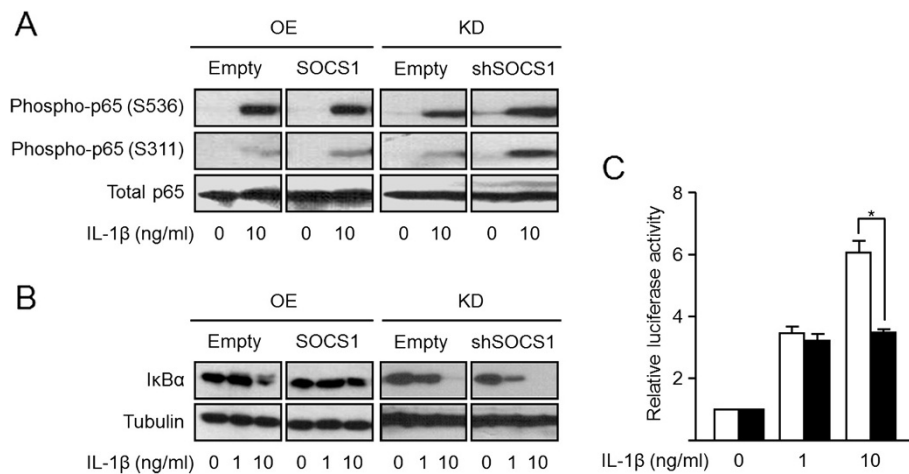 A
OE KD
Empty SOCS1 Empty shSOCS1
Phospho-p65 (S536)
Phospho-p65 (S311)
Total p65
IL-1β (ng/ml) 0 10 0 10 0 10 0 10
B
OE KD
Empty SOCS1 Empty shSOCS1
IκBα
Tubulin
IL-1β (ng/ml) 0 1 10 0 1 10 0 1 10 0 1 10
C
Relative luciferase activity
8
6
4
2
*
0 1 10
IL-1β (ng/ml)